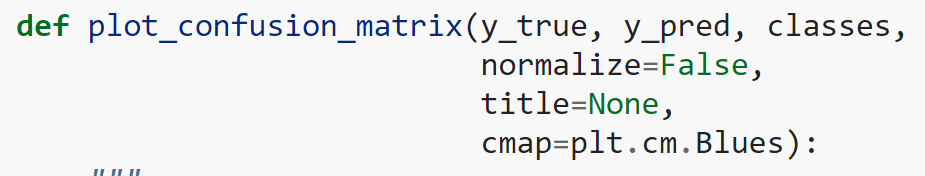 def plot_confusion_matrix(y_true, y_pred, classes,
                          normalize=False,
                          title=None,
                          cmap=plt.cm.Blues):
    """